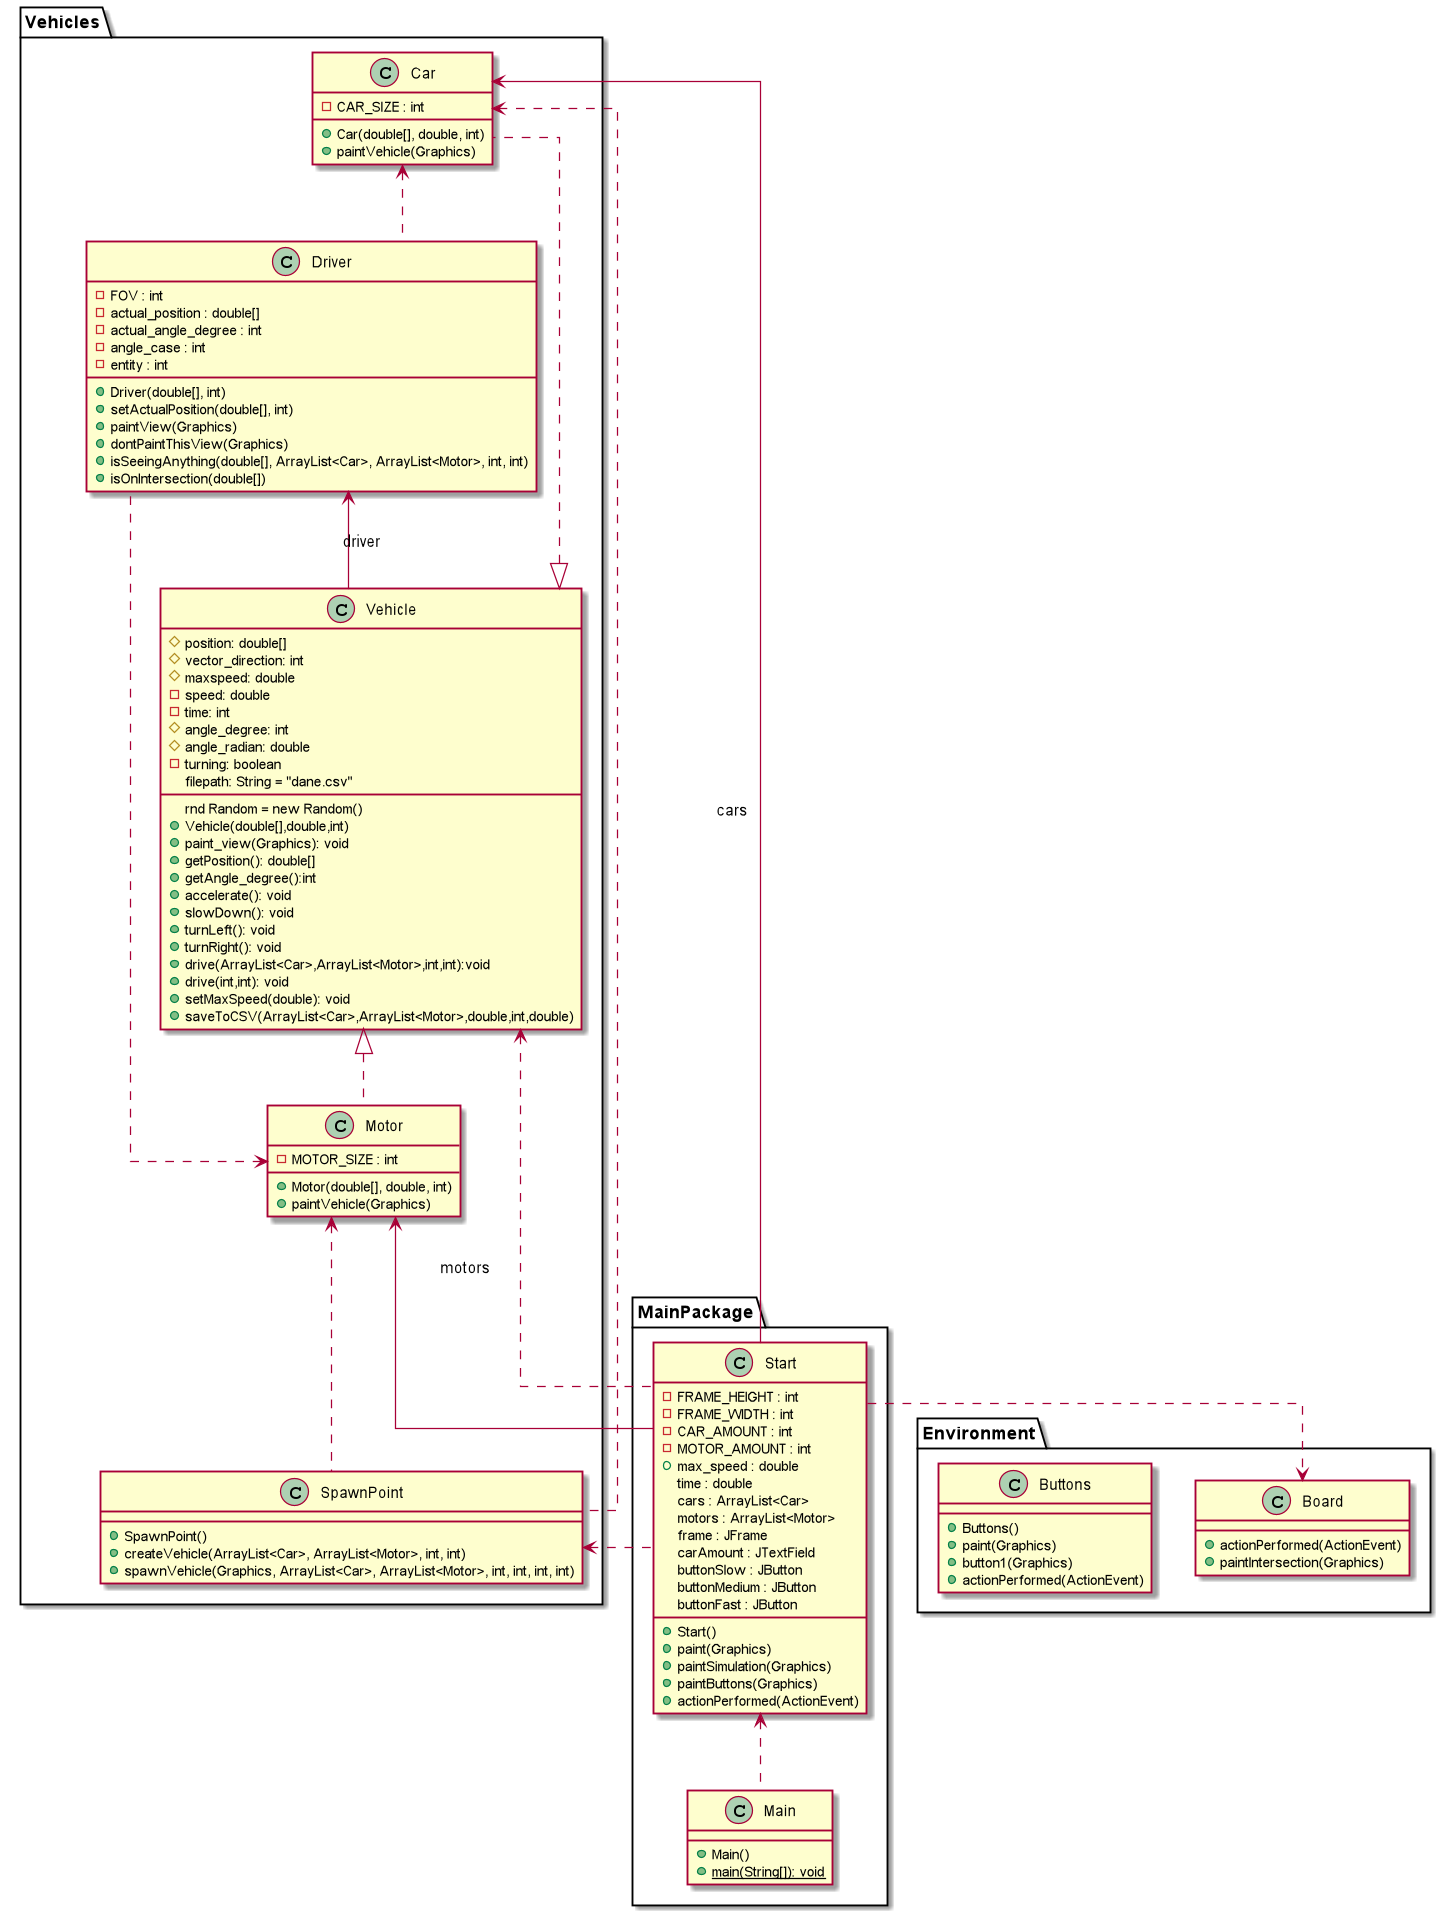 Vehicles
C Car
CAR_SIZE : int
Car(double[], double, int)
paintVehicle(Graphics)
C Driver
FOV : int
actual_position : double[]
actual_angle_degree : int
angle_case : int
entity : int
Driver(double[], int)
setActualPosition(double[], int)
paintView(Graphics)
dontPaintThisView(Graphics)
isSeeingAnything(double[], ArrayList<Car>, ArrayList<Motor>, int, int)
isOnIntersection(double[])
driver
C Vehicle
position: double[]
vector_direction: int
maxspeed: double
speed: double
time: int
angle_degree: int
angle_radian: double
turning: boolean
filepath: String = "dane.csv"
rnd Random = new Random()
Vehicle(double[],double,int)
paint_view(Graphics): void
getPosition(): double[]
getAngle_degree():int
accelerate(): void
slowDown(): void
turnLeft(): void
turnRight(): void
drive(ArrayList<Car>,ArrayList<Motor>,int,int):void
drive(int,int): void
setMaxSpeed(double): void
saveToCSV(ArrayList<Car>,ArrayList<Motor>,double,int,double)
cars
C Motor
MOTOR_SIZE : int
Motor(double[], double, int)
paintVehicle(Graphics)
motors
C SpawnPoint
SpawnPoint()
createVehicle(ArrayList<Car>, ArrayList<Motor>, int, int)
spawnVehicle(Graphics, ArrayList<Car>, ArrayList<Motor>, int, int, int, int)
MainPackage
C Start
FRAME_HEIGHT : int
FRAME_WIDTH : int
CAR_AMOUNT : int
MOTOR_AMOUNT : int
max_speed : double
time : double
cars : ArrayList<Car>
motors : ArrayList<Motor>
frame : JFrame
carAmount : JTextField
buttonSlow : JButton
buttonMedium : JButton
buttonFast : JButton
Start()
paint(Graphics)
paintSimulation(Graphics)
paintButtons(Graphics)
actionPerformed(ActionEvent)
C Main
Main()
main(String[]): void
Environment
C Buttons
Buttons()
paint(Graphics)
button1(Graphics)
actionPerformed(ActionEvent)
C Board
actionPerformed(ActionEvent)
paintIntersection(Graphics)